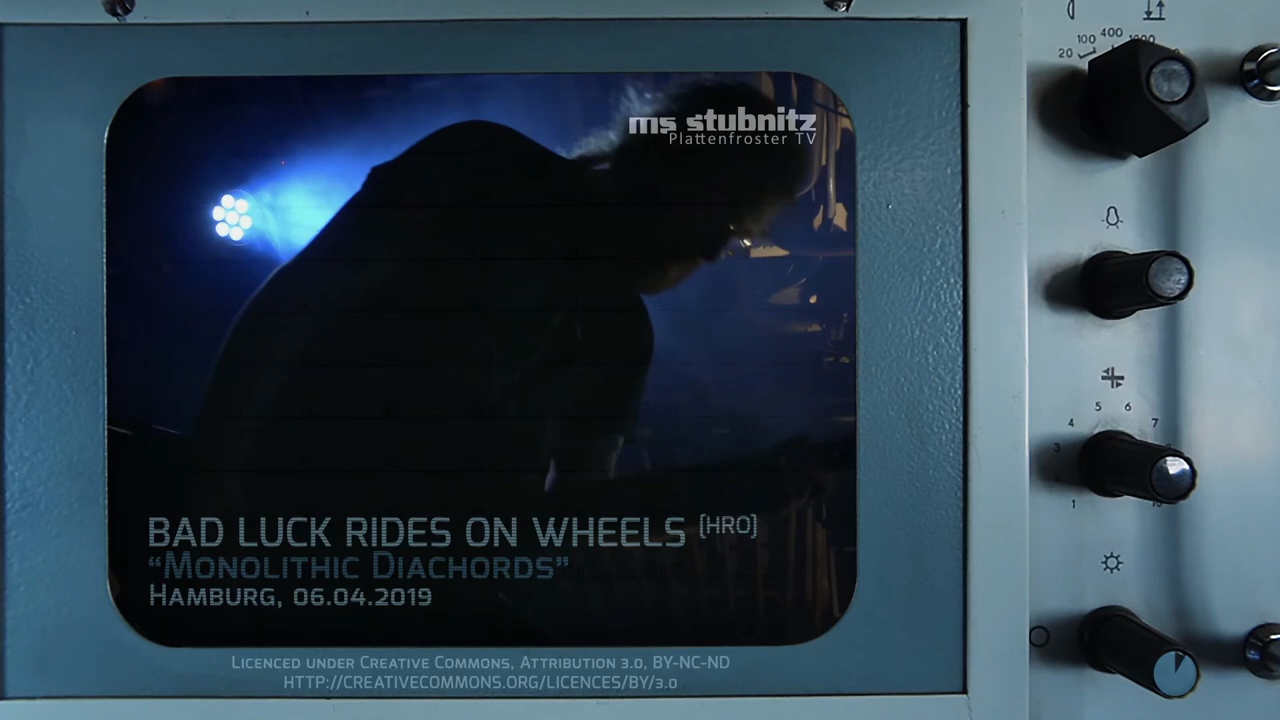 20 100 400 1000
ms stubnitz
Plattenfroster TV
5 6
4 7
3
1 10
BAD LUCK RIDES ON WHEELS [HRO]
“MONOLITHIC DIACHORDS”
HAMBURG, 06.04.2019
LICENCED UNDER CREATIVE COMMONS, ATTRIBUTION 3.0, BY-NC-ND
HTTP://CREATIVECOMMONS.ORG/LICENCES/BY/3.0